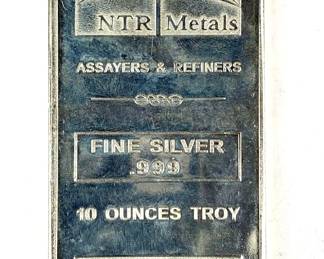 NTR Metals
ASSAYERS & REFINERS
FINE SILVER
.999
10 OUNCES TROY